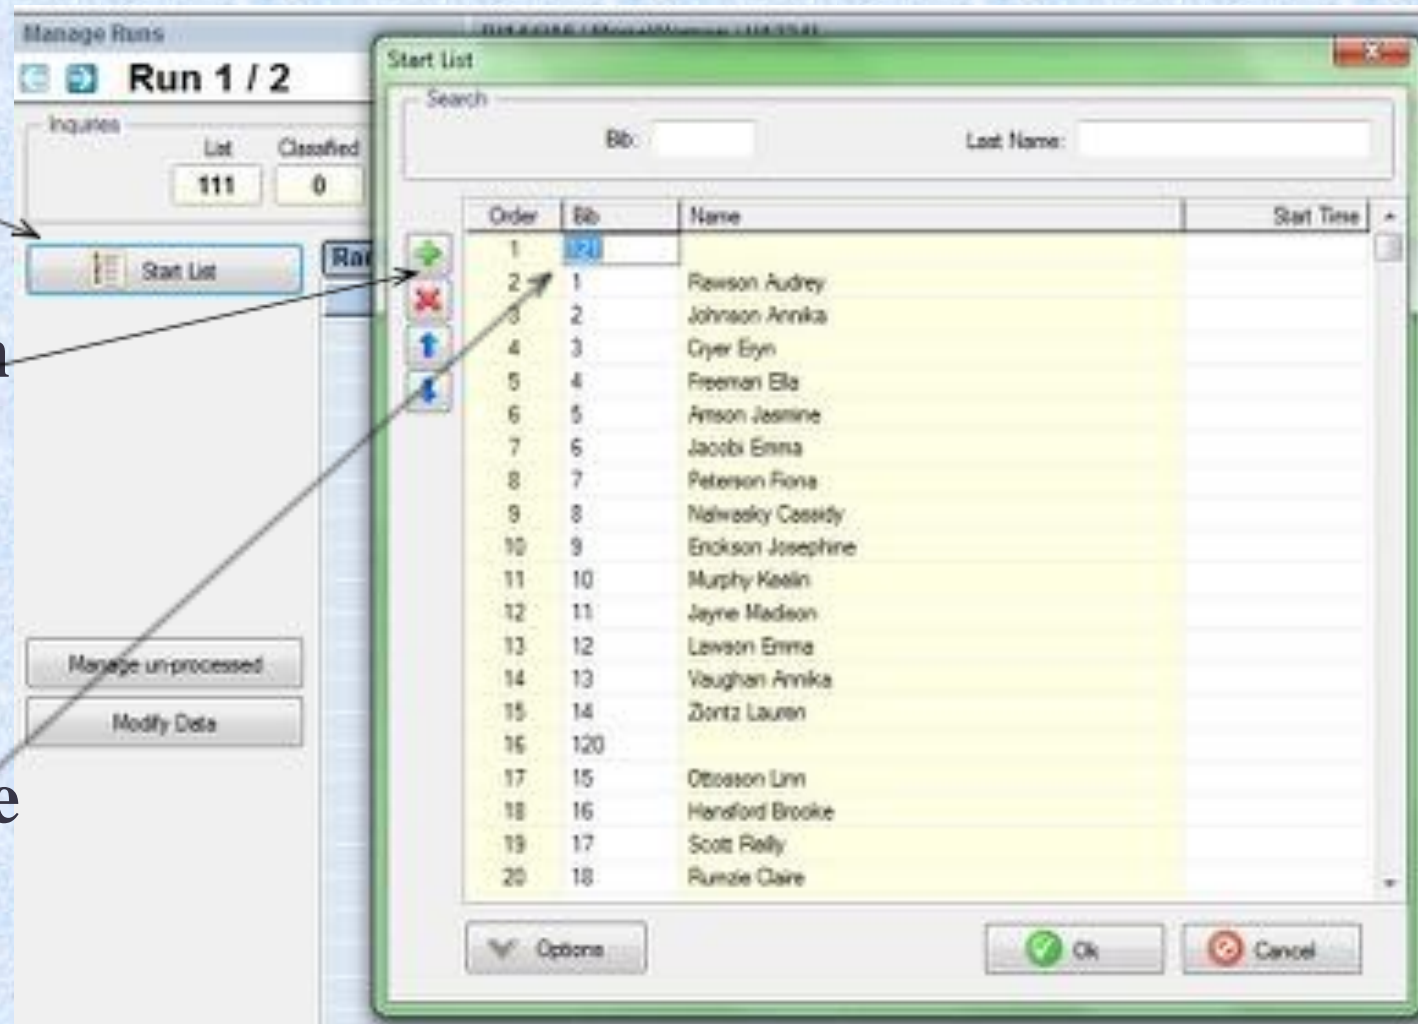 Manage Runs
Run 1 / 2
Inquiries
List Classified
111 0
Start List
Manage un-processed
Modify Data
e
Start List
Search
Bib: Last Name:
Order Bib Name Start Time
1 121
2 1 Rawson Audrey
3 2 Johnson Annika
4 3 Cryer Eryn
5 4 Freeman Ella
6 5 Amson Jasmine
7 6 Jacobi Emma
8 7 Peterson Fiona
9 8 Nalwasky Cassidy
10 9 Erickson Josephine
11 10 Murphy Keelin
12 11 Jayne Madison
13 12 Lawson Emma
14 13 Vaughan Annika
15 14 Ziontz Lauren
16 120
17 15 Ottosson Linn
18 16 Hansford Brooke
19 17 Scott Reilly
20 18 Rumzie Claire
Options Ok Cancel